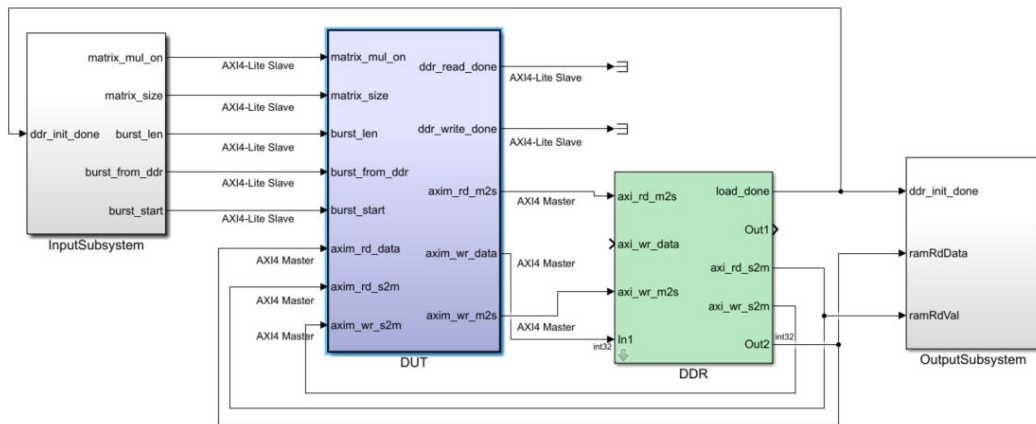 matrix_mul_on
matrix_size
ddr_init_done
burst_len
burst_from_ddr
burst_start
InputSubsystem
AXI4-Lite Slave
AXI4-Lite Slave
AXI4-Lite Slave
AXI4-Lite Slave
AXI4-Lite Slave
AXI4 Master
AXI4 Master
AXI4 Master
matrix_mul_on
matrix_size
burst_len
burst_from_ddr
burst_start
axim_rd_data
axim_rd_s2m
axim_wr_s2m
ddr_read_done
ddr_write_done
axim_rd_m2s
axim_wr_data
axim_wr_m2s
DUT
AXI4-Lite Slave
AXI4-Lite Slave
AXI4 Master
AXI4 Master
AXI4 Master
int32
axi_rd_m2s
axi_wr_data
axi_wr_m2s
In1
load_done
Out1
axi_rd_s2m
axi_wr_s2m
Out2
int32
DDR
ddr_init_done
ramRdData
ramRdVal
OutputSubsystem